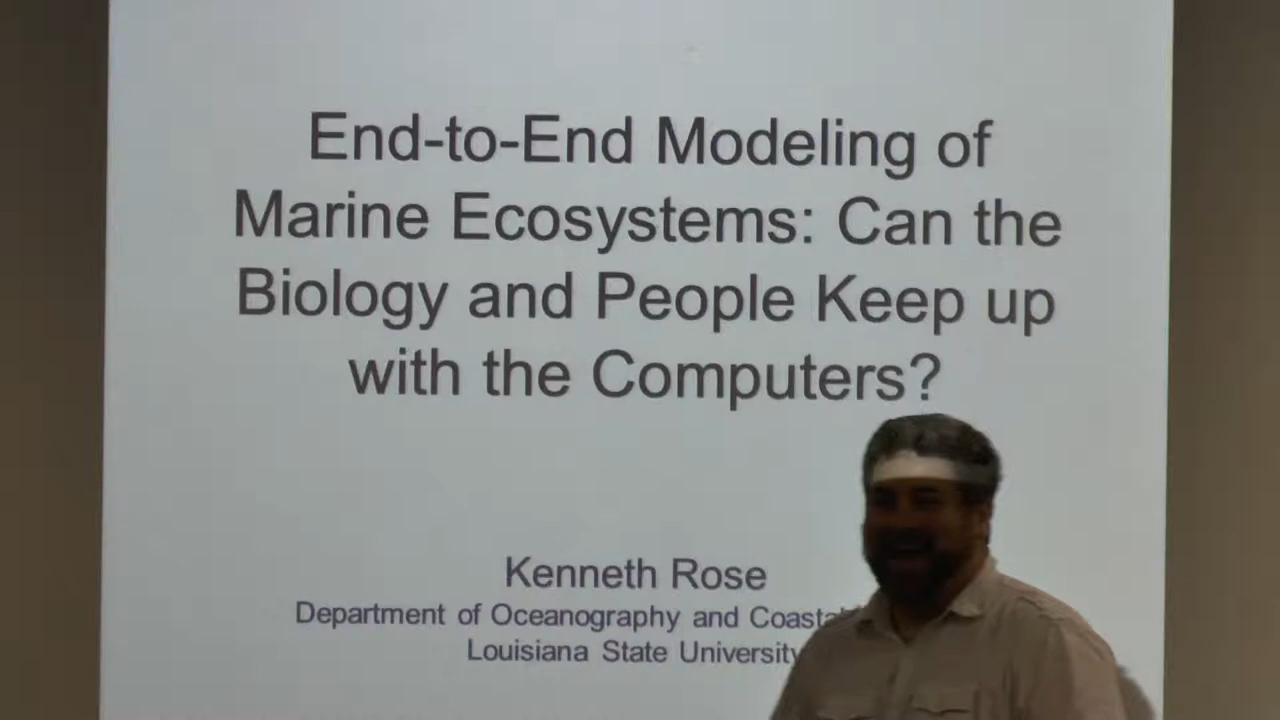 End-to-End Modeling of
Marine Ecosystems: Can the
Biology and People Keep up
with the Computers?
Kenneth Rose
Department of Oceanography and
Louisiana State University